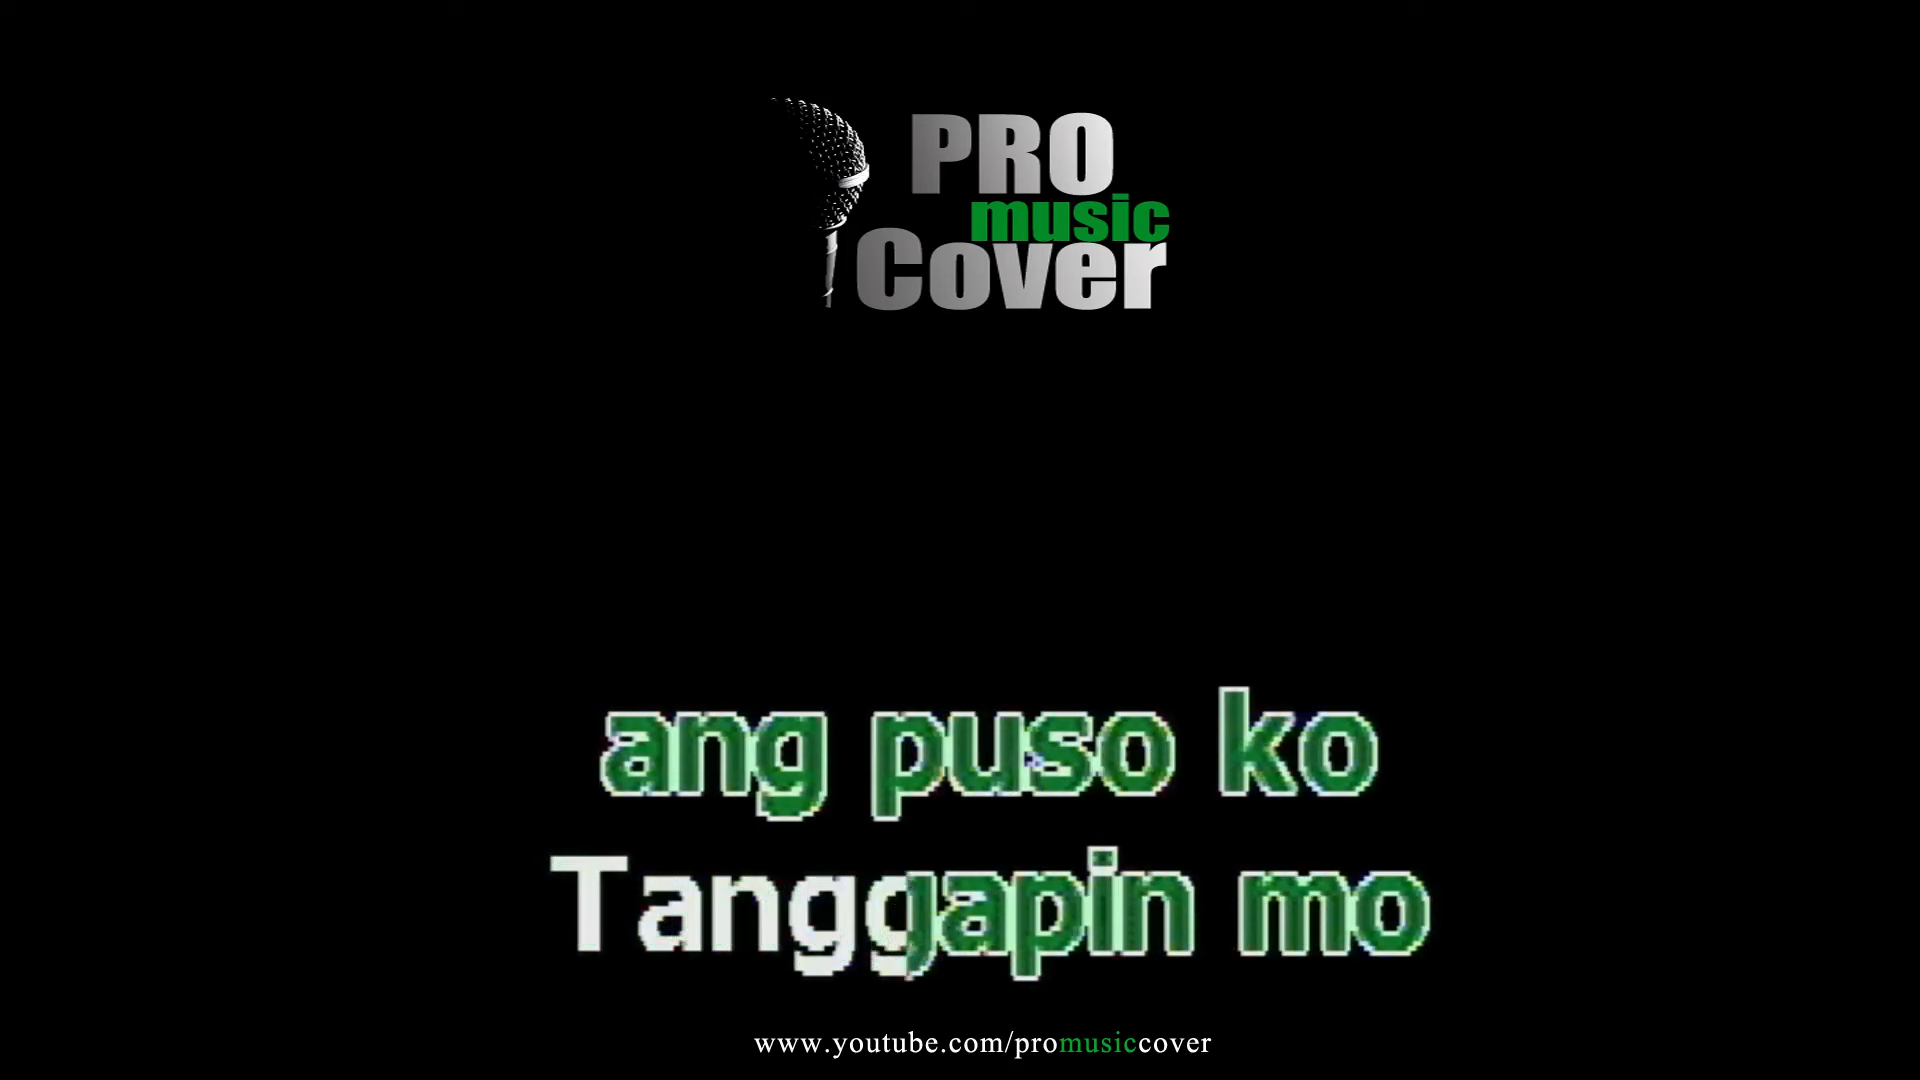 PRO
music
Cover
ang puso ko
Tanggapin mo
www.youtube.com/promusiccover